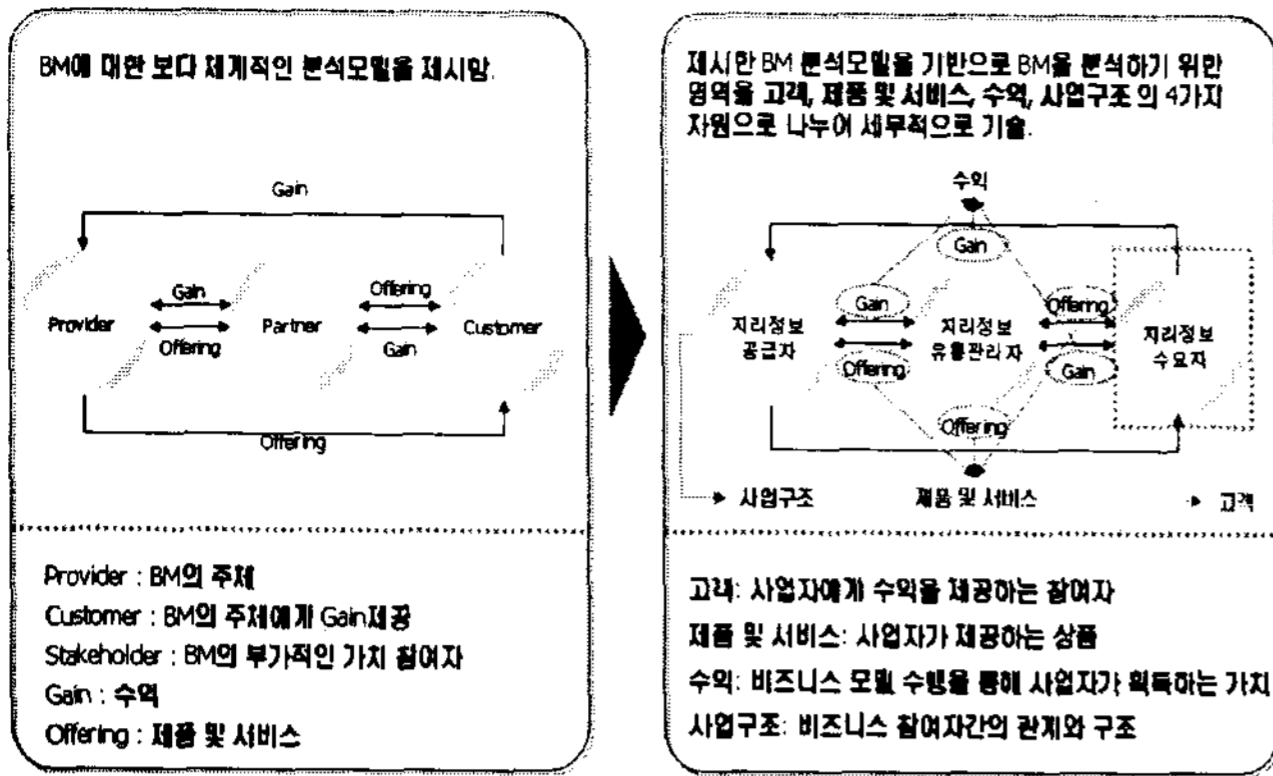 BM에 대한 보다 체계적인 분석모델을 제시함.
Gain
Gain
Offering
Provider
Partner
Customer
Offering
Gain
Offering
Provider : BM의 주체
Customer : BM의 주체에게 Gain제공
Stakeholder : BM의 부가적인 가치 참여자
Gain : 수익
Offering : 제품 및 서비스
제시한 BM 분석모델을 기반으로 BM을 분석하기 위한
영역을 고객, 제품 및 서비스, 수익, 사업구조 의 4가지
차원으로 나누어 세부적으로 기술.
수익
Gain
Gain
Offering
지리정보
공급자
지리정보
유통관리자
지리정보
수요자
Offering
Gain
Offering
사업구조
제품 및 서비스
고객
고객: 사업자에게 수익을 제공하는 참여자
제품 및 서비스: 사업자가 제공하는 상품
수익: 비즈니스 모델 수행을 통해 사업자가 획득하는 가치
사업구조: 비즈니스 참여자간의 관계와 구조